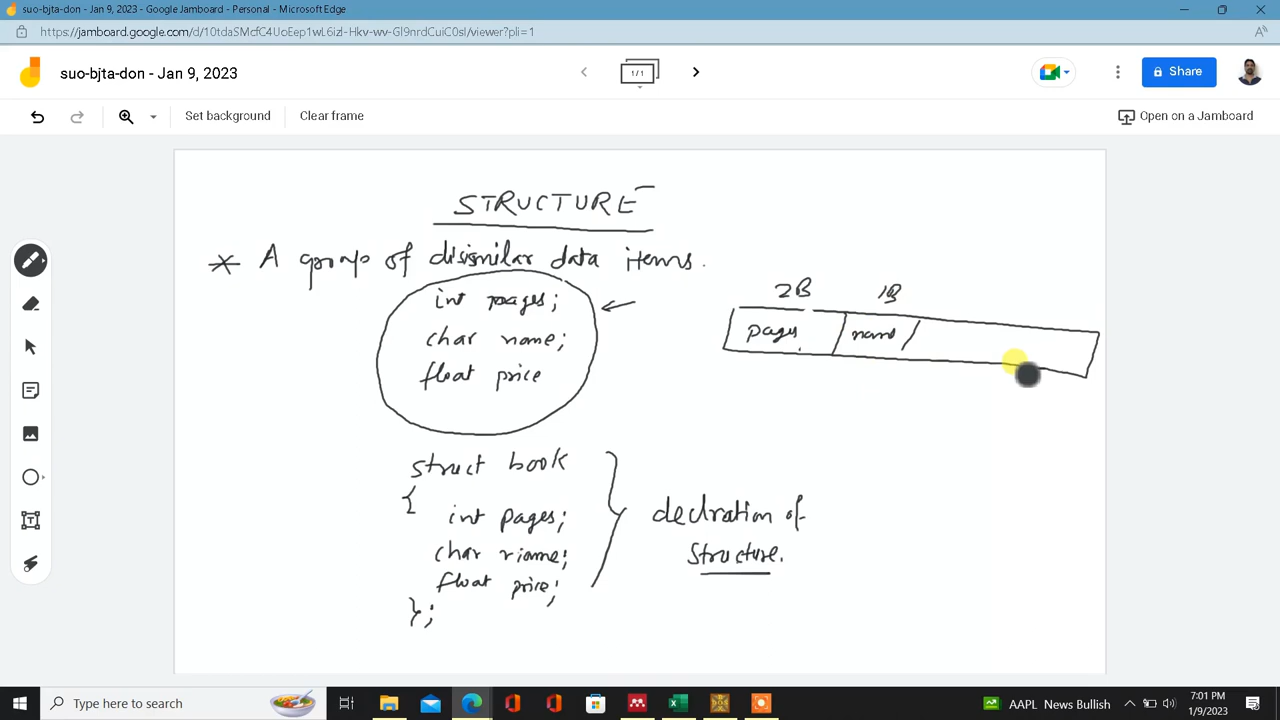 suo-bjta-don - Jan 9, 2023 - Google Jamboard - Personal - Microsoft Edge
https://jamboard.google.com/d/10tdaSMcfC4UoEep1wL6izI-Hkv-wv-GI9nrdCuiC0sI/viewer?pli=1
suo-bjta-don - Jan 9, 2023
1/1
Share
Set background
Clear frame
Open on a Jamboard
STRUCTURE
* A group of disismilar data items.
int pages;
char name;
float price
2B 1B
pages name
struct book
{
int pages;
char name;
float price;
};
declration of
structure.
Type here to search
AAPL News Bullish
7:01 PM
1/9/2023